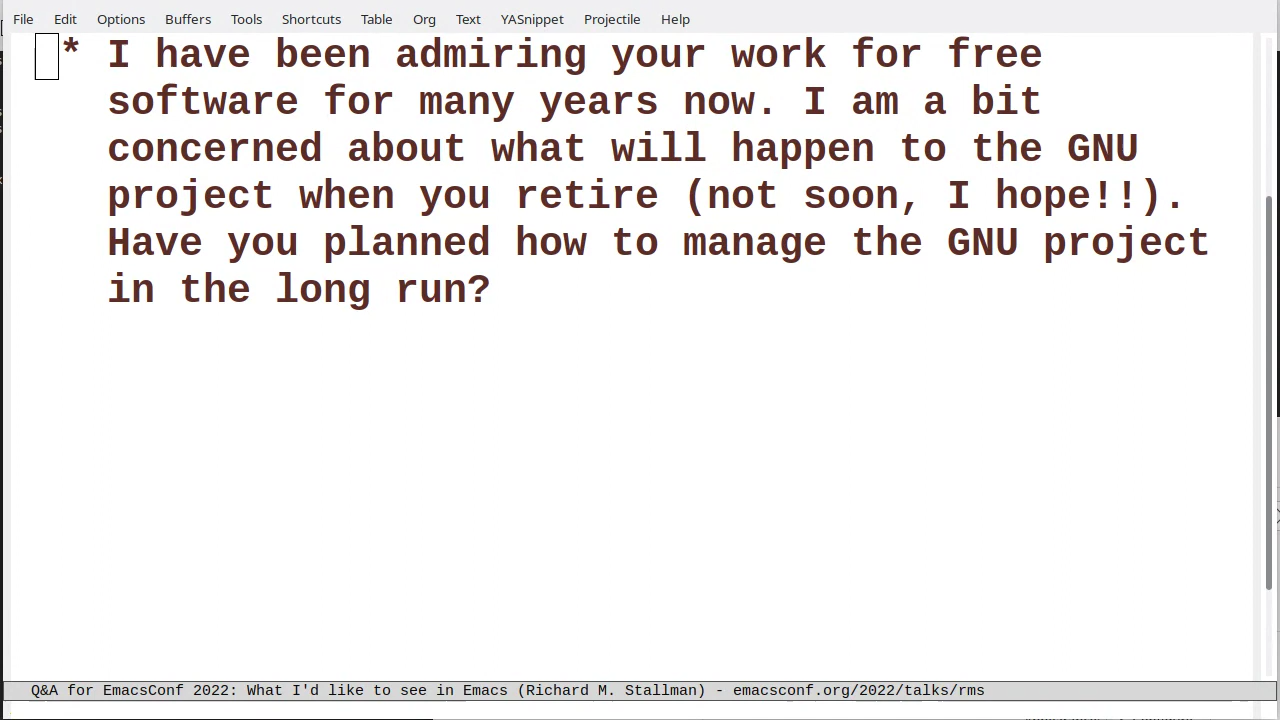 File Edit Options Buffers Tools Shortcuts Table Org Text YASnippet Projectile Help
* I have been admiring your work for free
software for many years now. I am a bit
concerned about what will happen to the GNU
project when you retire (not soon, I hope!!).
Have you planned how to manage the GNU project
in the long run?
Q&A for EmacsConf 2022: What I'd like to see in Emacs (Richard M. Stallman) - emacsconf.org/2022/talks/rms